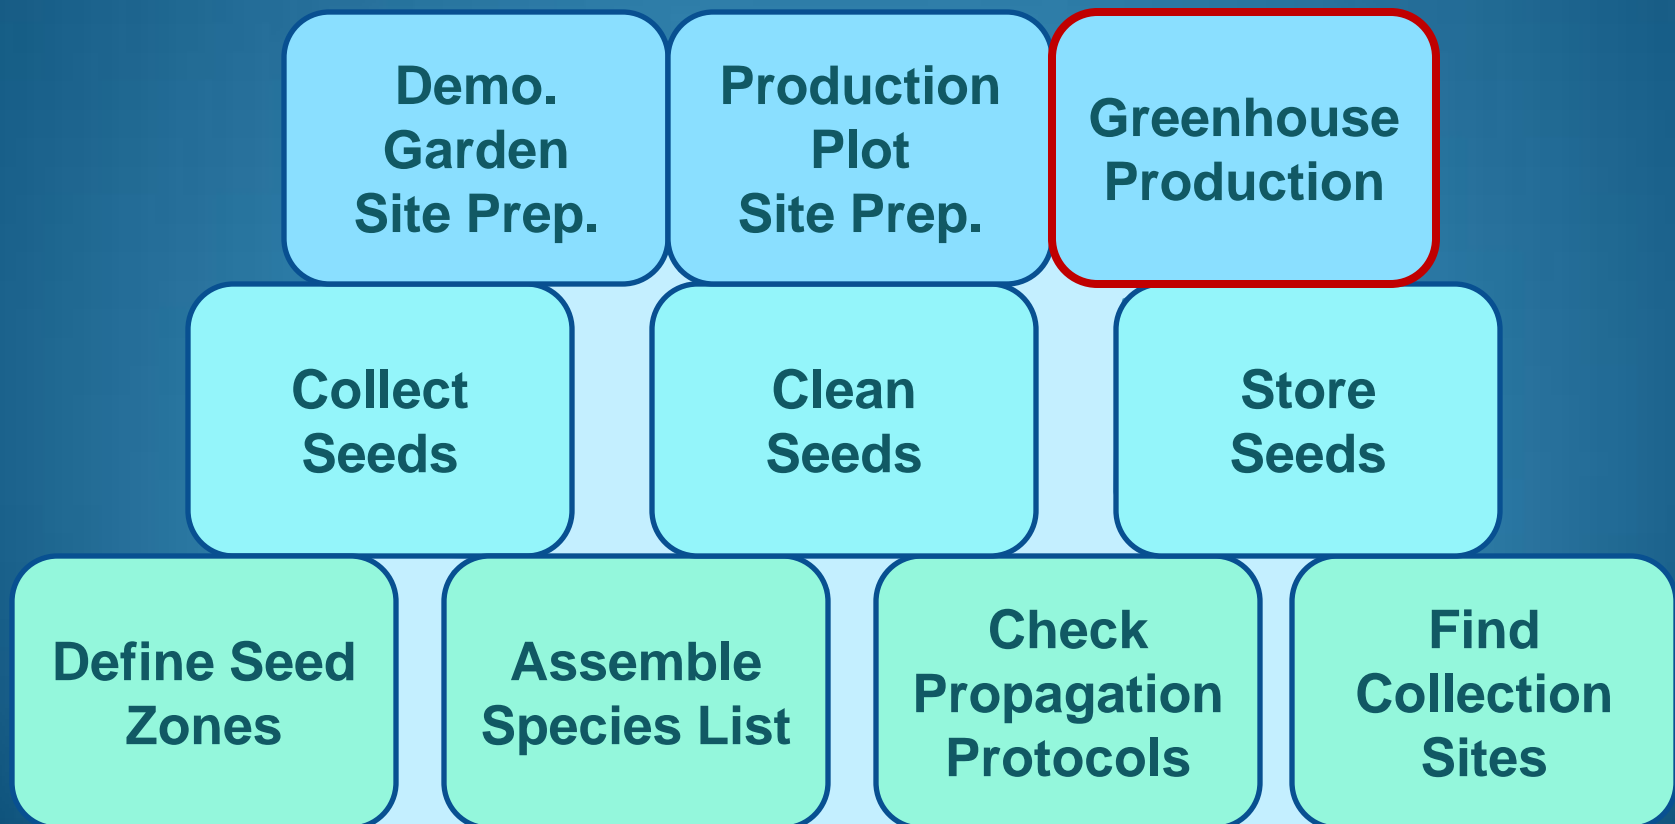 Demo.
Garden
Site Prep.
Production
Plot
Site Prep.
Greenhouse
Production
Collect
Seeds
Clean
Seeds
Store
Seeds
Define Seed
Zones
Assemble
Species List
Check
Propagation
Protocols
Find
Collection
Sites